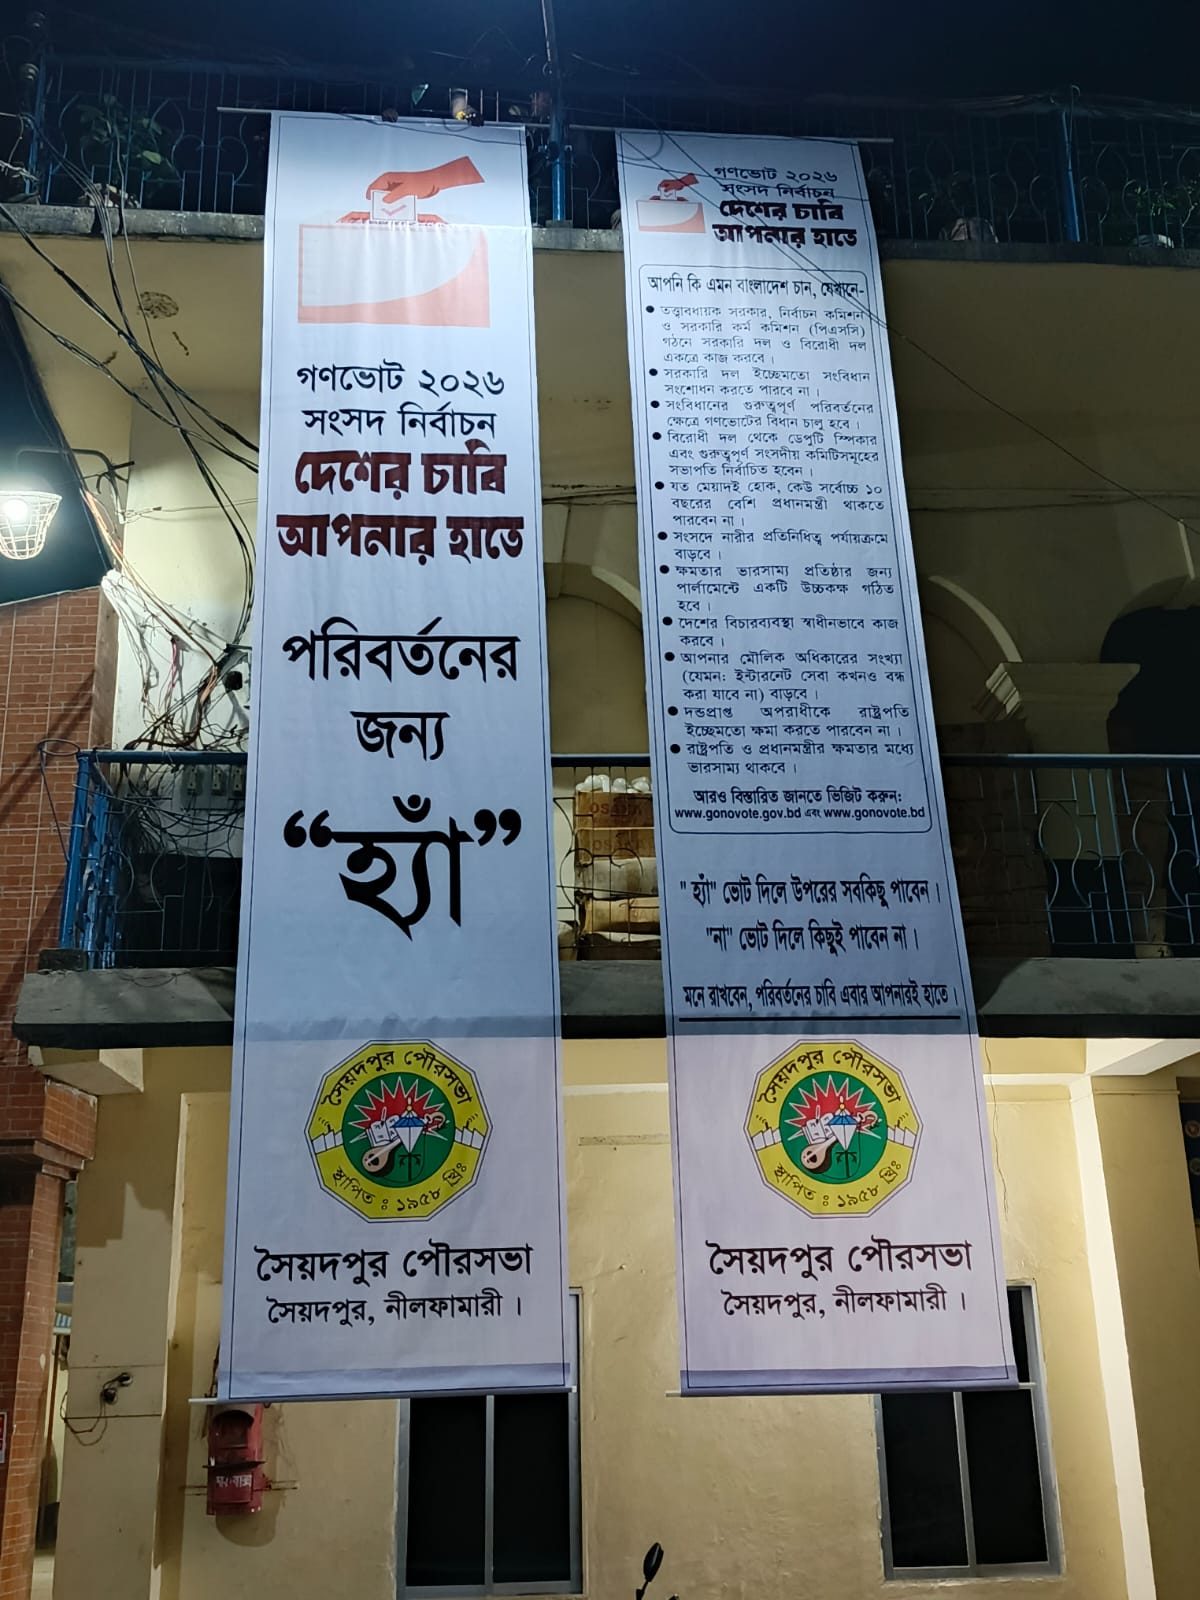 গণভোট ২০২৬
সংসদ নির্বাচন
দেশের চাবি
আপনার হাতে
পরিবর্তনের
জন্য
“হ্যাঁ”
সৈয়দপুর পৌরসভা
স্থাপিত : ১৯৫৮ খ্রিঃ
সৈয়দপুর পৌরসভা
সৈয়দপুর, নীলফামারী ।
গণভোট ২০২৬
সংসদ নির্বাচন
দেশের চাবি
আপনার হাতে
আপনি কি এমন বাংলাদেশ চান, যেখানে-
• তত্ত্বাবধায়ক সরকার, নির্বাচন কমিশন
ও সরকারি কর্ম কমিশন (পিএসসি)
গঠনে সরকারি দল ও বিরোধী দল
একত্রে কাজ করবে ।
• সরকারি দল ইচ্ছেমতো সংবিধান
সংশোধন করতে পারবে না ।
• সংবিধানের গুরুত্বপূর্ণ পরিবর্তনের
ক্ষেত্রে গণভোটের বিধান চালু হবে ।
• বিরোধী দল থেকে ডেপুটি স্পিকার
এবং গুরুত্বপূর্ণ সংসদীয় কমিটিসমূহের
সভাপতি নির্বাচিত হবেন ।
• যত মেয়াদই হোক, কেউ সর্বোচ্চ ১০
বছরের বেশি প্রধানমন্ত্রী থাকতে
পারবেন না ।
• সংসদে নারীর প্রতিনিধিত্ব পর্যায়ক্রমে
বাড়বে ।
• ক্ষমতার ভারসাম্য প্রতিষ্ঠার জন্য
পার্লামেন্টে একটি উচ্চকক্ষ গঠিত
হবে ।
• দেশের বিচারব্যবস্থা স্বাধীনভাবে কাজ
করবে ।
• আপনার মৌলিক অধিকারের সংখ্যা
(যেমন: ইন্টারনেট সেবা কখনও বন্ধ
করা যাবে না) বাড়বে ।
• দন্ডপ্রাপ্ত অপরাধীকে রাষ্ট্রপতি
ইচ্ছেমতো ক্ষমা করতে পারবেন না ।
• রাষ্ট্রপতি ও প্রধানমন্ত্রীর ক্ষমতার মধ্যে
ভারসাম্য থাকবে ।
আরও বিস্তারিত জানতে ভিজিট করুন:
www.gonovote.gov.bd এবং www.gonovote.bd
" হ্যাঁ" ভোট দিলে উপরের সবকিছু পাবেন ।
"না" ভোট দিলে কিছুই পাবেন না ।
মনে রাখবেন, পরিবর্তনের চাবি এবার আপনারই হাতে ।
সৈয়দপুর পৌরসভা
স্থাপিত : ১৯৫৮ খ্রিঃ
সৈয়দপুর পৌরসভা
সৈয়দপুর, নীলফামারী ।